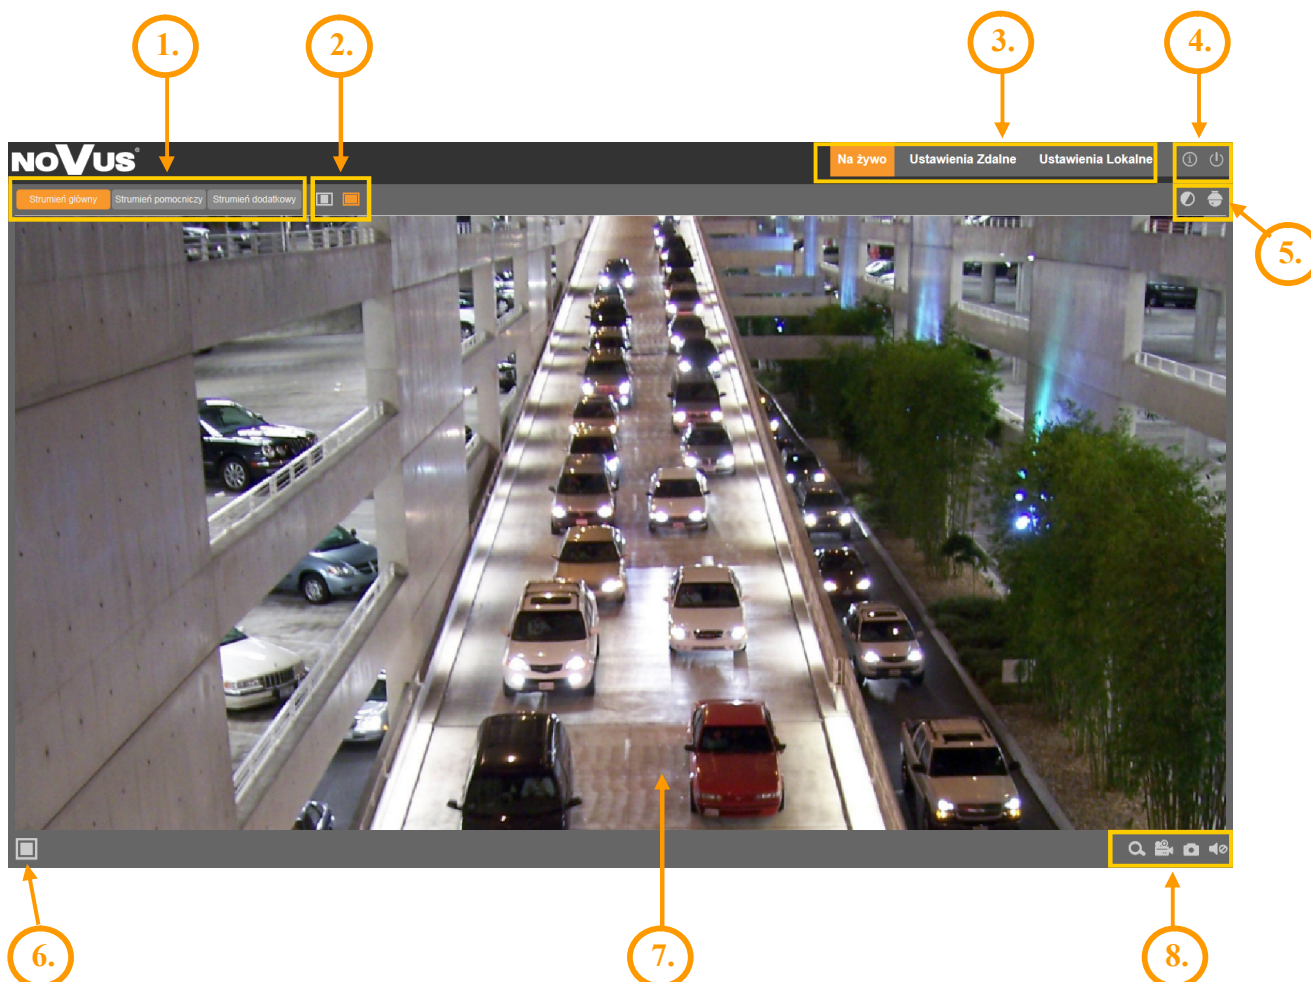 1.
2.
3.
4.
NOVUS®
Na żywo Ustawienia Zdalne Ustawienia Lokalne
Strumień główny Strumień pomocniczy Strumień dodatkowy
5.
6.
7.
8.